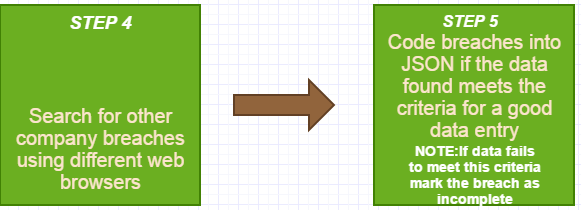 STEP 4
Search for other
company breaches
using different web
browsers
STEP 5
Code breaches into
JSON if the data
found meets the
criteria for a good
data entry
NOTE:If data fails
to meet this criteria
mark the breach as
incomplete